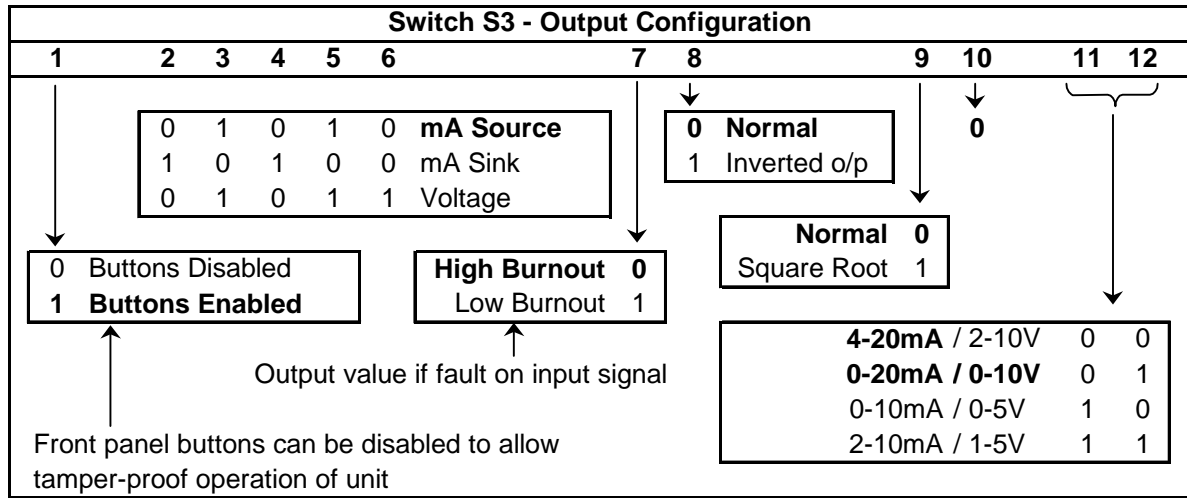 Switch S3 - Output Configuration
1 2 3 4 5 6 7 8 9 10 11 12
0 1 0 1 0 mA Source
1 0 1 0 0 mA Sink
0 1 0 1 1 Voltage
0 Normal
1 Inverted o/p
0
Normal 0
Square Root 1
0 Buttons Disabled
1 Buttons Enabled
High Burnout 0
Low Burnout 1
4-20mA / 2-10V 0 0
0-20mA / 0-10V 0 1
0-10mA / 0-5V 1 0
2-10mA / 1-5V 1 1
Output value if fault on input signal
Front panel buttons can be disabled to allow
tamper-proof operation of unit